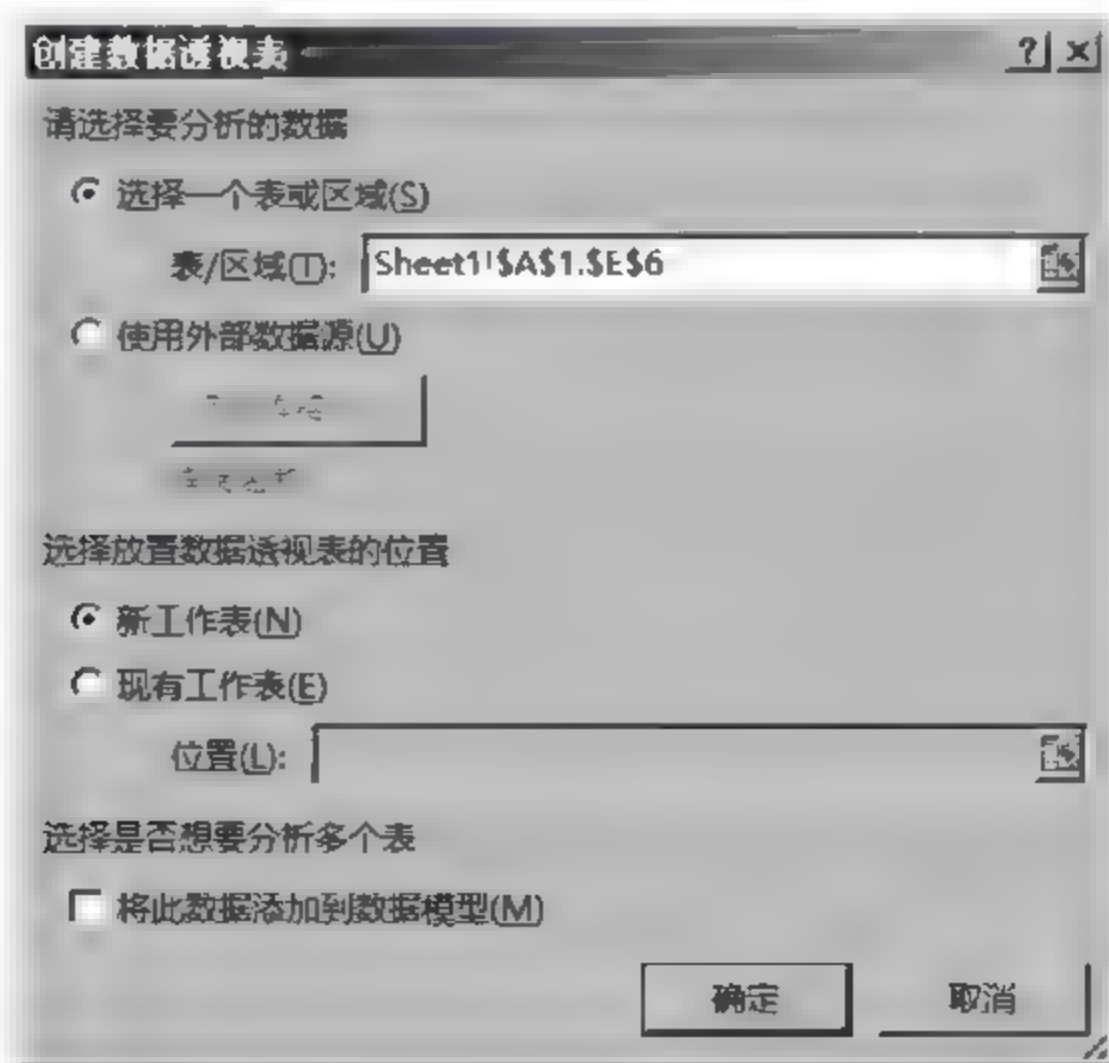 创建数据透视表
? ×
请选择要分析的数据
选择一个表或区域(S)
表/区域(T): Sheet1!$A$1:$E$6
使用外部数据源(U)
选择放置数据透视表的位置
新工作表(N)
现有工作表(E)
位置(L):
选择是否想要分析多个表
将此数据添加到数据模型(M)
确定 取消